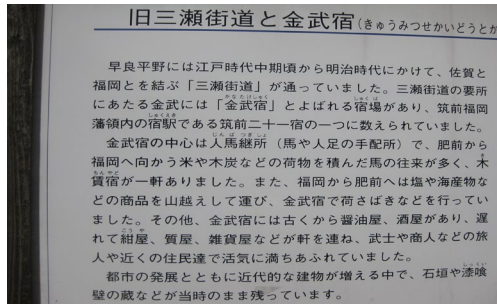 旧三瀬街道と金武宿(きゅうみつせかいどうとか
早良平野には江戸時代中期頃から明治時代にかけて、佐賀と
福岡とを結ぶ「三瀬街道」が通っていました。三瀬街道の要所
にあたる金武には「金武宿」とよばれる宿場があり、筑前福岡
藩領内の宿駅である筑前二十一宿の一つに数えられていました。
金武宿の中心は人馬継所(馬や人足の手配所)で、肥前から
福岡へ向かう米や木炭などの荷物を積んだ馬の往来が多く、木
賃宿が一軒ありました。また、福岡から肥前へは塩や海産物な
どの商品を山越えして運び、金武宿で荷さばきなどを行ってい
ました。その他、金武宿には古くから醤油屋、酒屋があり、遅
れて紺屋、質屋、雑貨屋などが軒を連ね、武士や商人などの旅
人や近くの住民達で活気に満ちあふれていました。
都市の発展とともに近代的な建物が増える中で、石垣や漆喰
壁の蔵などが当時のまま残っています。